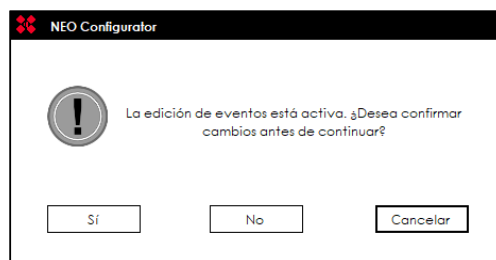 NEO Configurator
La edición de eventos está activa. ¿Desea confirmar
cambios antes de continuar?
Sí
No
Cancelar